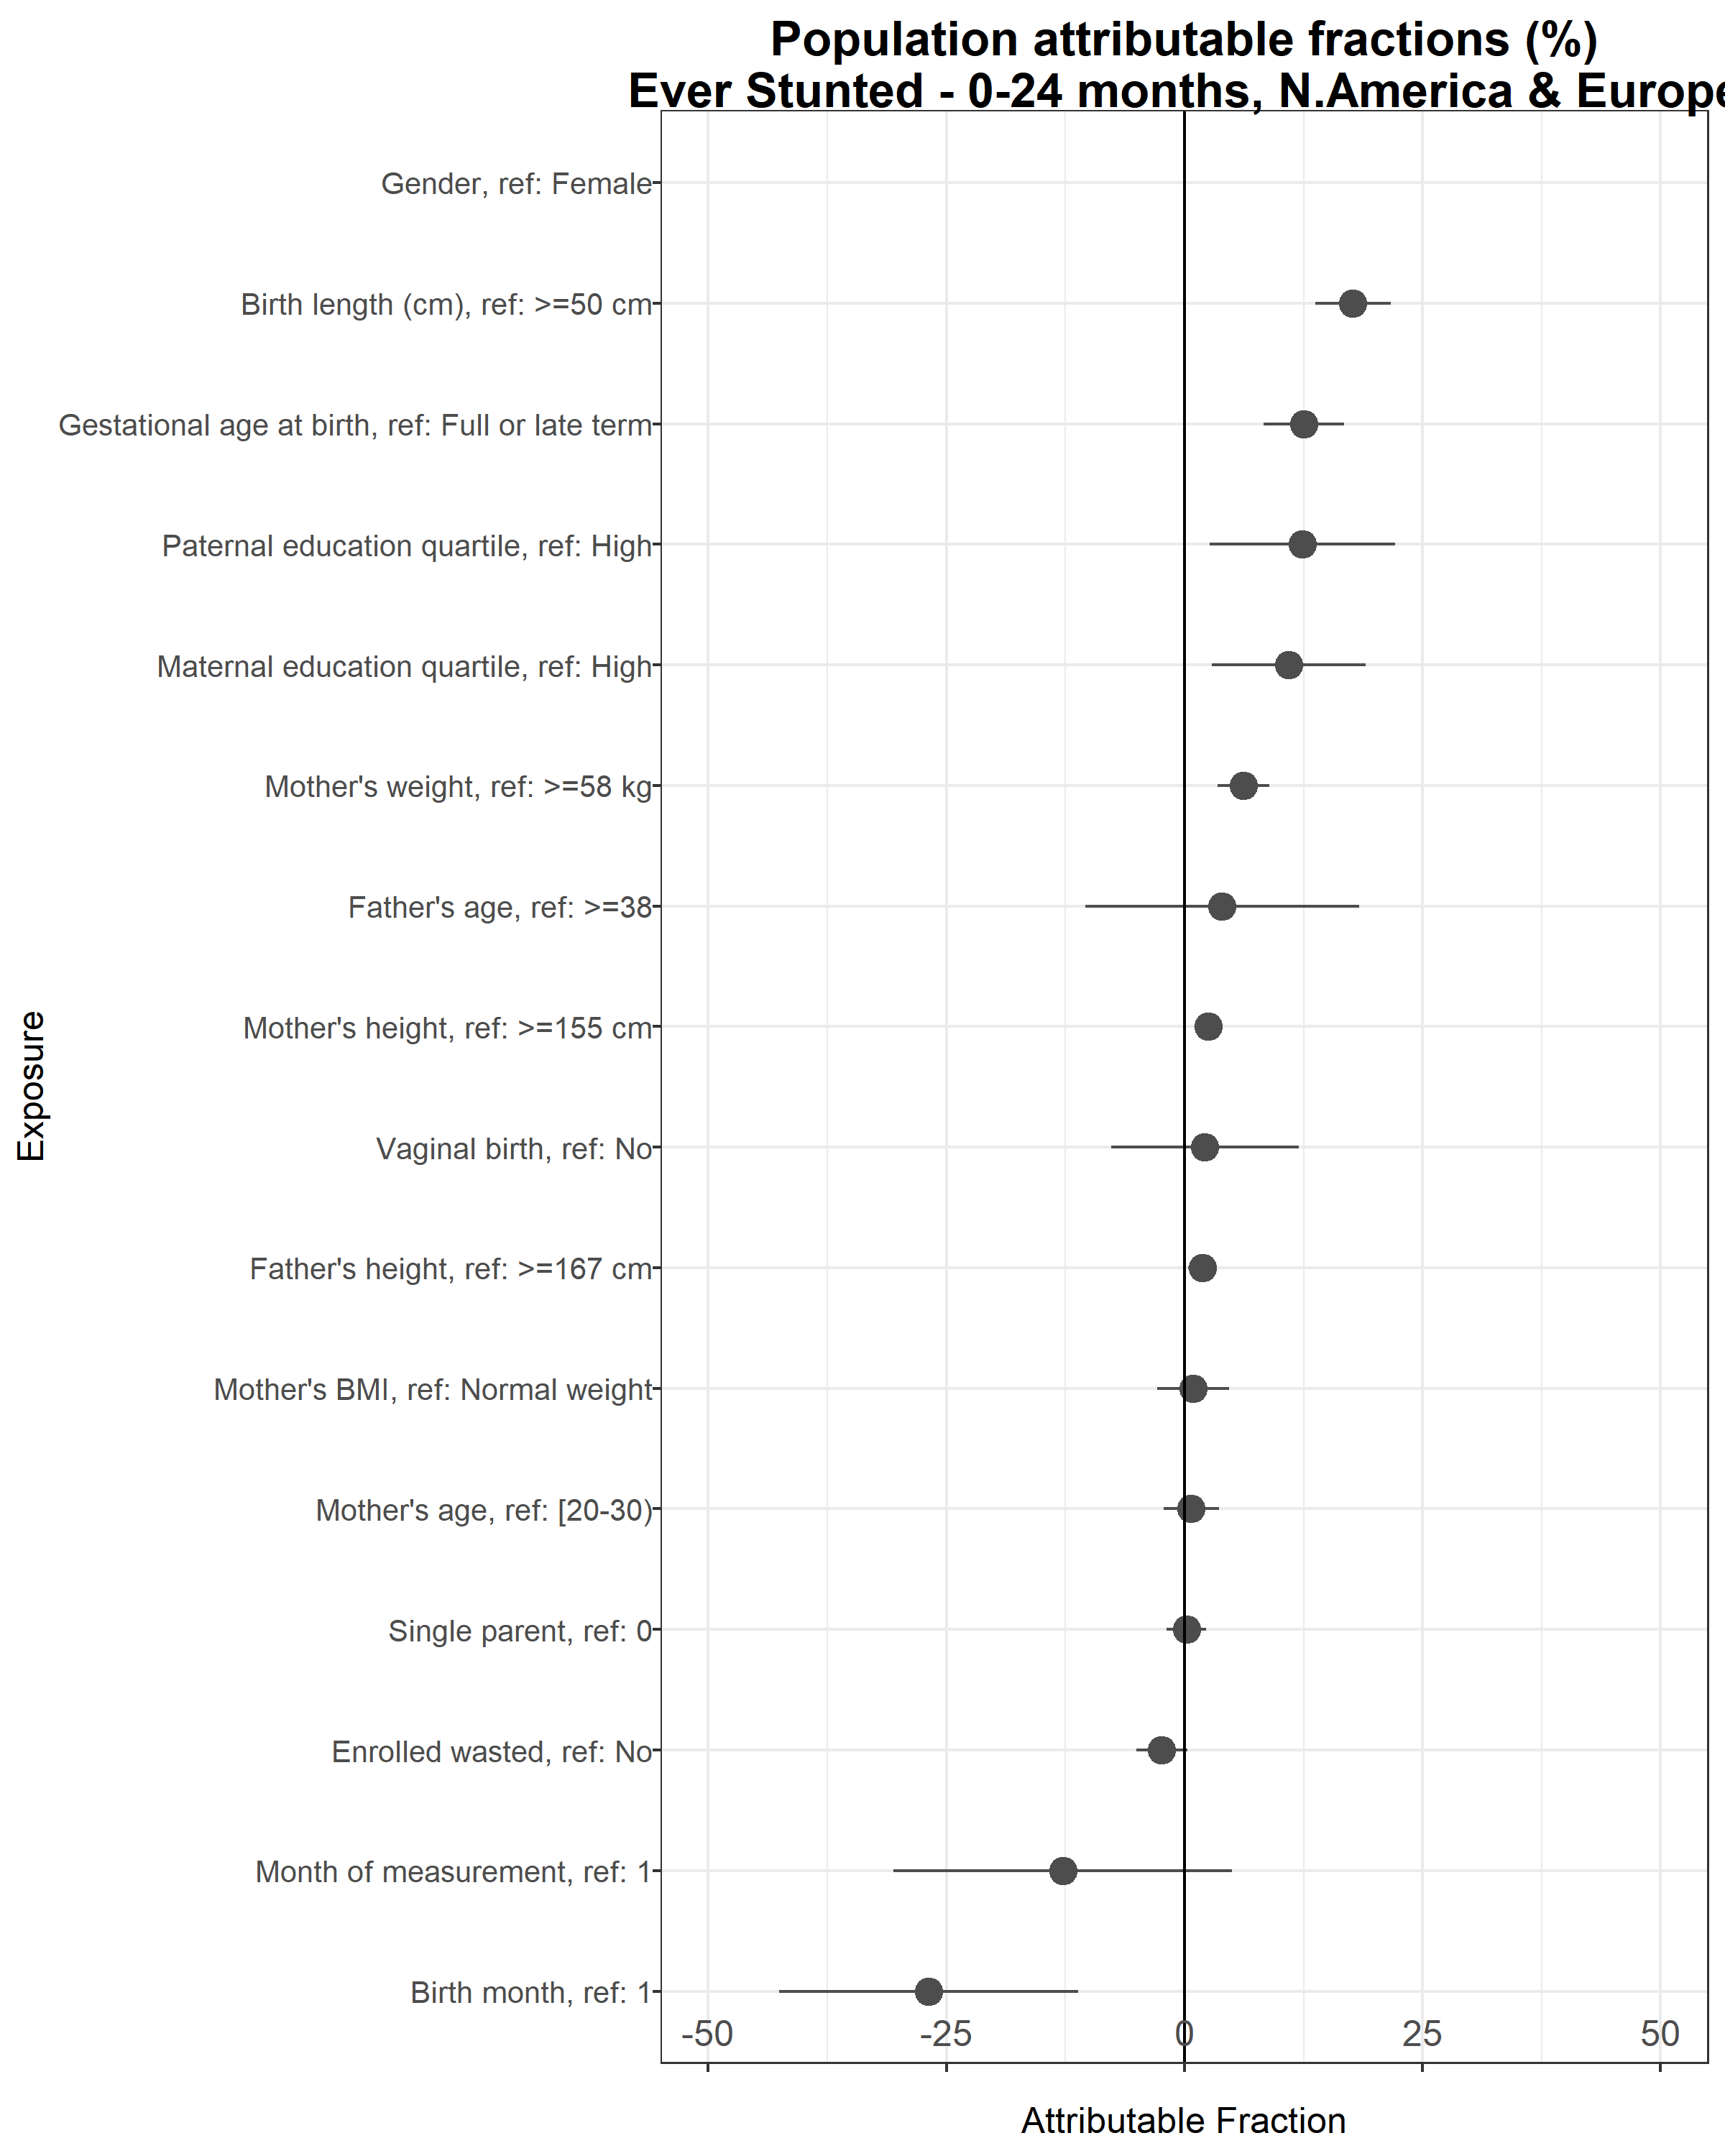 Population attributable fractions (%)
Ever Stunted - 0-24 months, N.America & Europe
Gender, ref: Female
Birth length (cm), ref: >=50 cm
Gestational age at birth, ref: Full or late term
Paternal education quartile, ref: High
Maternal education quartile, ref: High
Mother's weight, ref: >=58 kg
Father's age, ref: >=38
Mother's height, ref: >=155 cm
Vaginal birth, ref: No
Father's height, ref: >=167 cm
Mother's BMI, ref: Normal weight
Mother's age, ref: [20-30)
Single parent, ref: 0
Enrolled wasted, ref: No
Month of measurement, ref: 1
Birth month, ref: 1
Exposure
-50 -25 0 25 50
Attributable Fraction